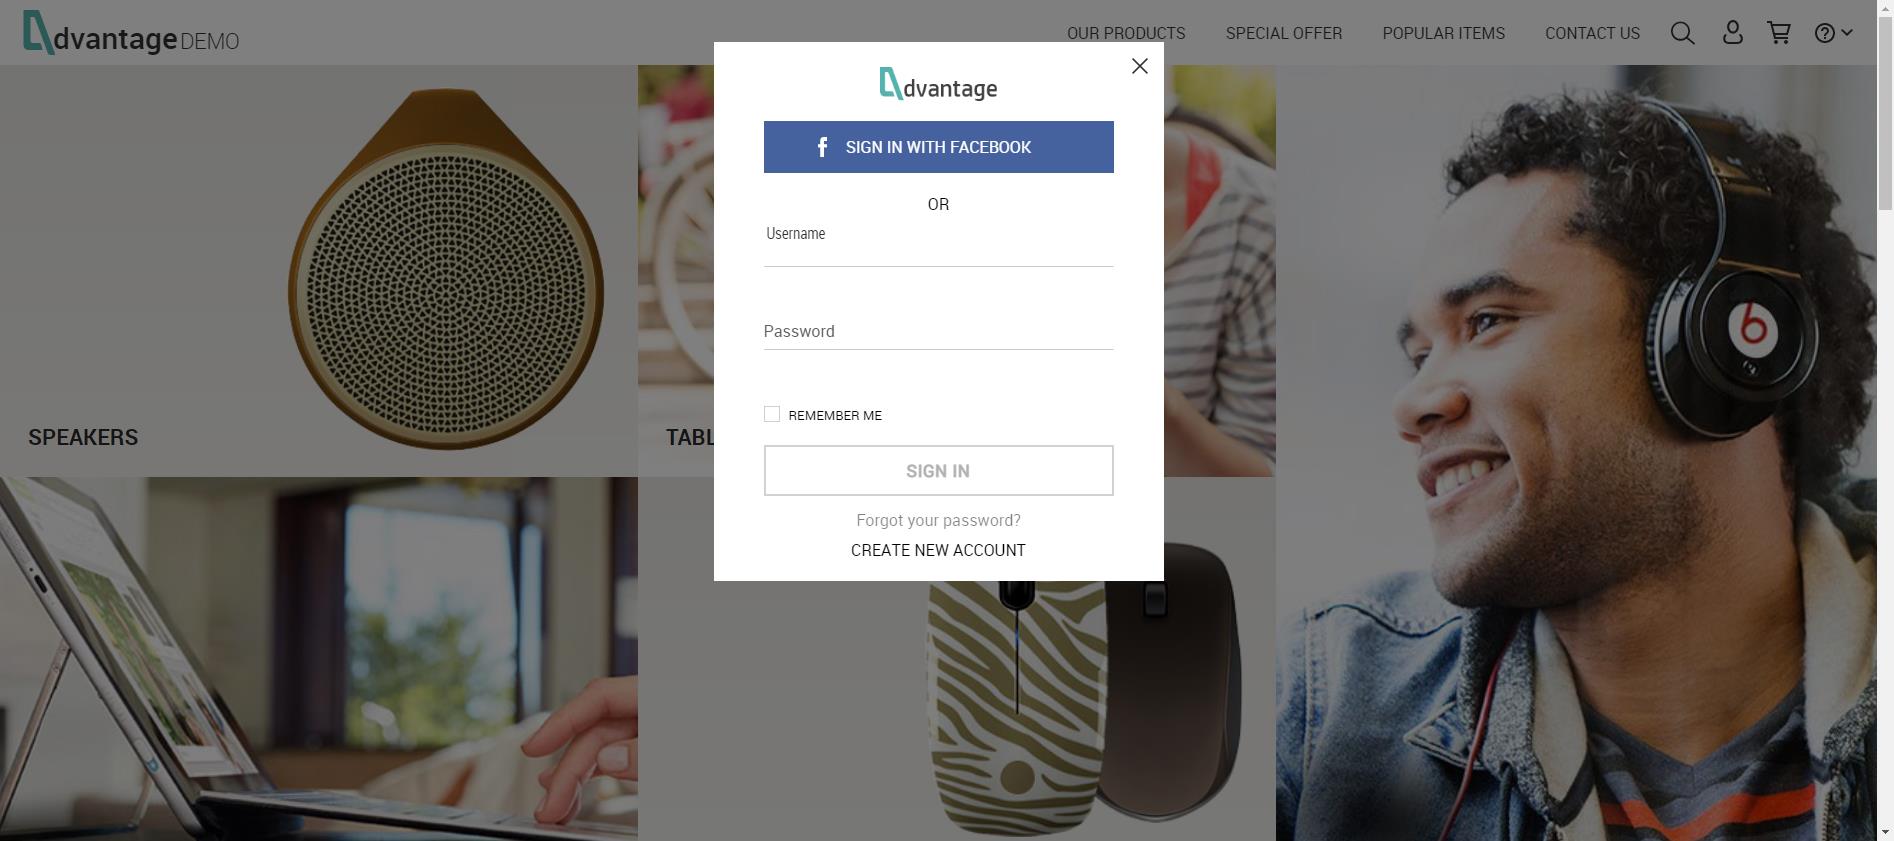 dvantage DEMO
OUR PRODUCTS
SPECIAL OFFER
POPULAR ITEMS
CONTACT US
dvantage
SIGN IN WITH FACEBOOK
OR
Username
Password
REMEMBER ME
SIGN IN
Forgot your password?
CREATE NEW ACCOUNT
SPEAKERS
TABL